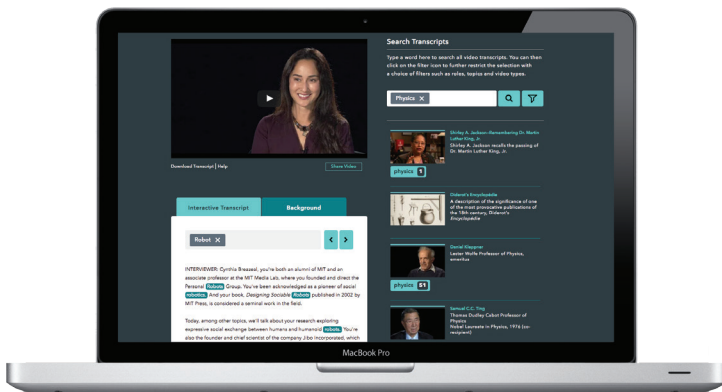 Search Transcripts
Type a word here to search all video transcripts. You can then
click on the filter icon to further restrict the selection with
a choice of filters such as roles, topics and video types.
Physics X
Shirley A. Jackson–Remembering Dr. Martin
Luther King, Jr.
Shirley A. Jackson recalls the passing of
Dr. Martin Luther King, Jr.
physics 1
Diderot's Encyclopédie
A description of the significance of one
of the most provocative publications of
the 18th century, Diderot's
Encyclopédie
Daniel Kleppner
Lester Wolfe Professor of Physics,
emeritus
physics 51
Samuel C.C. Ting
Thomas Dudley Cabot Professor of
Physics
Nobel Laureate in Physics, 1976 (co-
recipient)
Download Transcript | Help
Share Video
Interactive Transcript
Background
Robot X
INTERVIEWER: Cynthia Breazeal, you're both an alumni of MIT and an
associate professor at the MIT Media Lab, where you founded and direct the
Personal Robots Group. You've been acknowledged as a pioneer of social
robotics. And your book, Designing Sociable Robots published in 2002 by
MIT Press, is considered a seminal work in the field.
Today, among other topics, we'll talk about your research exploring
expressive social exchange between humans and humanoid robots. You're
also the founder and chief scientist of the company Jibo Incorporated, which
MacBook Pro